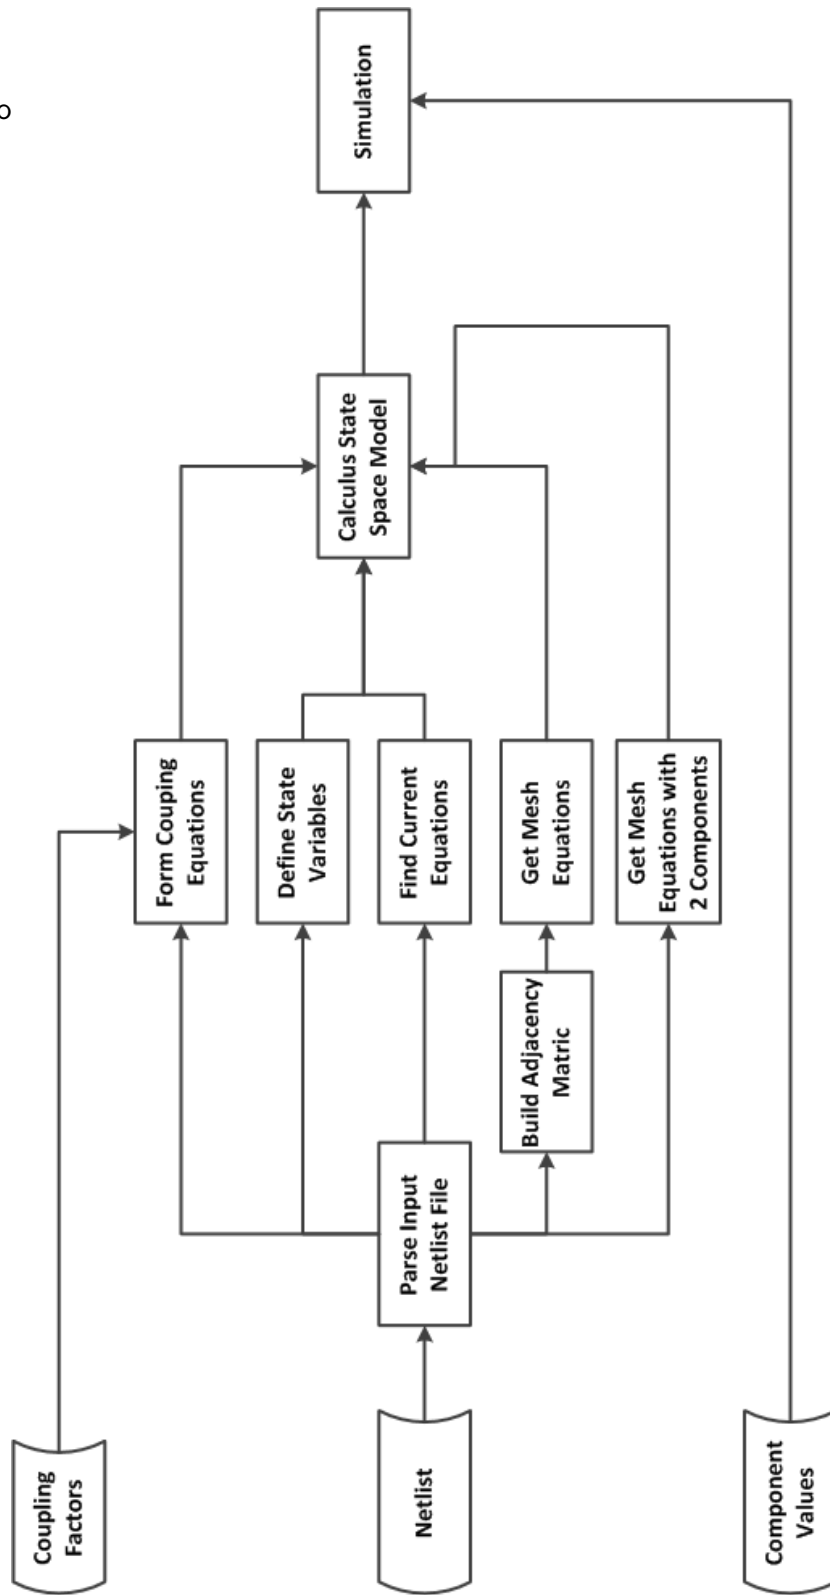 Coupling
Factors
Netlist
Component
Values
Parse Input
Netlist File
Build Adjacency
Matric
Form Couping
Equations
Define State
Variables
Find Current
Equations
Get Mesh
Equations
Get Mesh
Equations with
2 Components
Calculus State
Space Model
Simulation
o